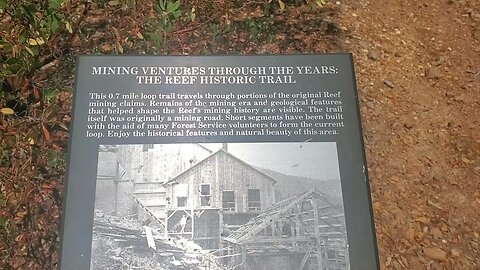 MINING VENTURES THROUGH THE YEARS:
THE REEF HISTORIC TRAIL
This 0.7 mile loop trail travels through portions of the original Reef
mining claims. Remains of the mining era and geological features
that helped shape the Reef's mining history are visible. The trail
itself was originally a mining road. Short segments have been built
with the aid of many Forest Service volunteers to form the current
loop. Enjoy the historical features and natural beauty of this area.